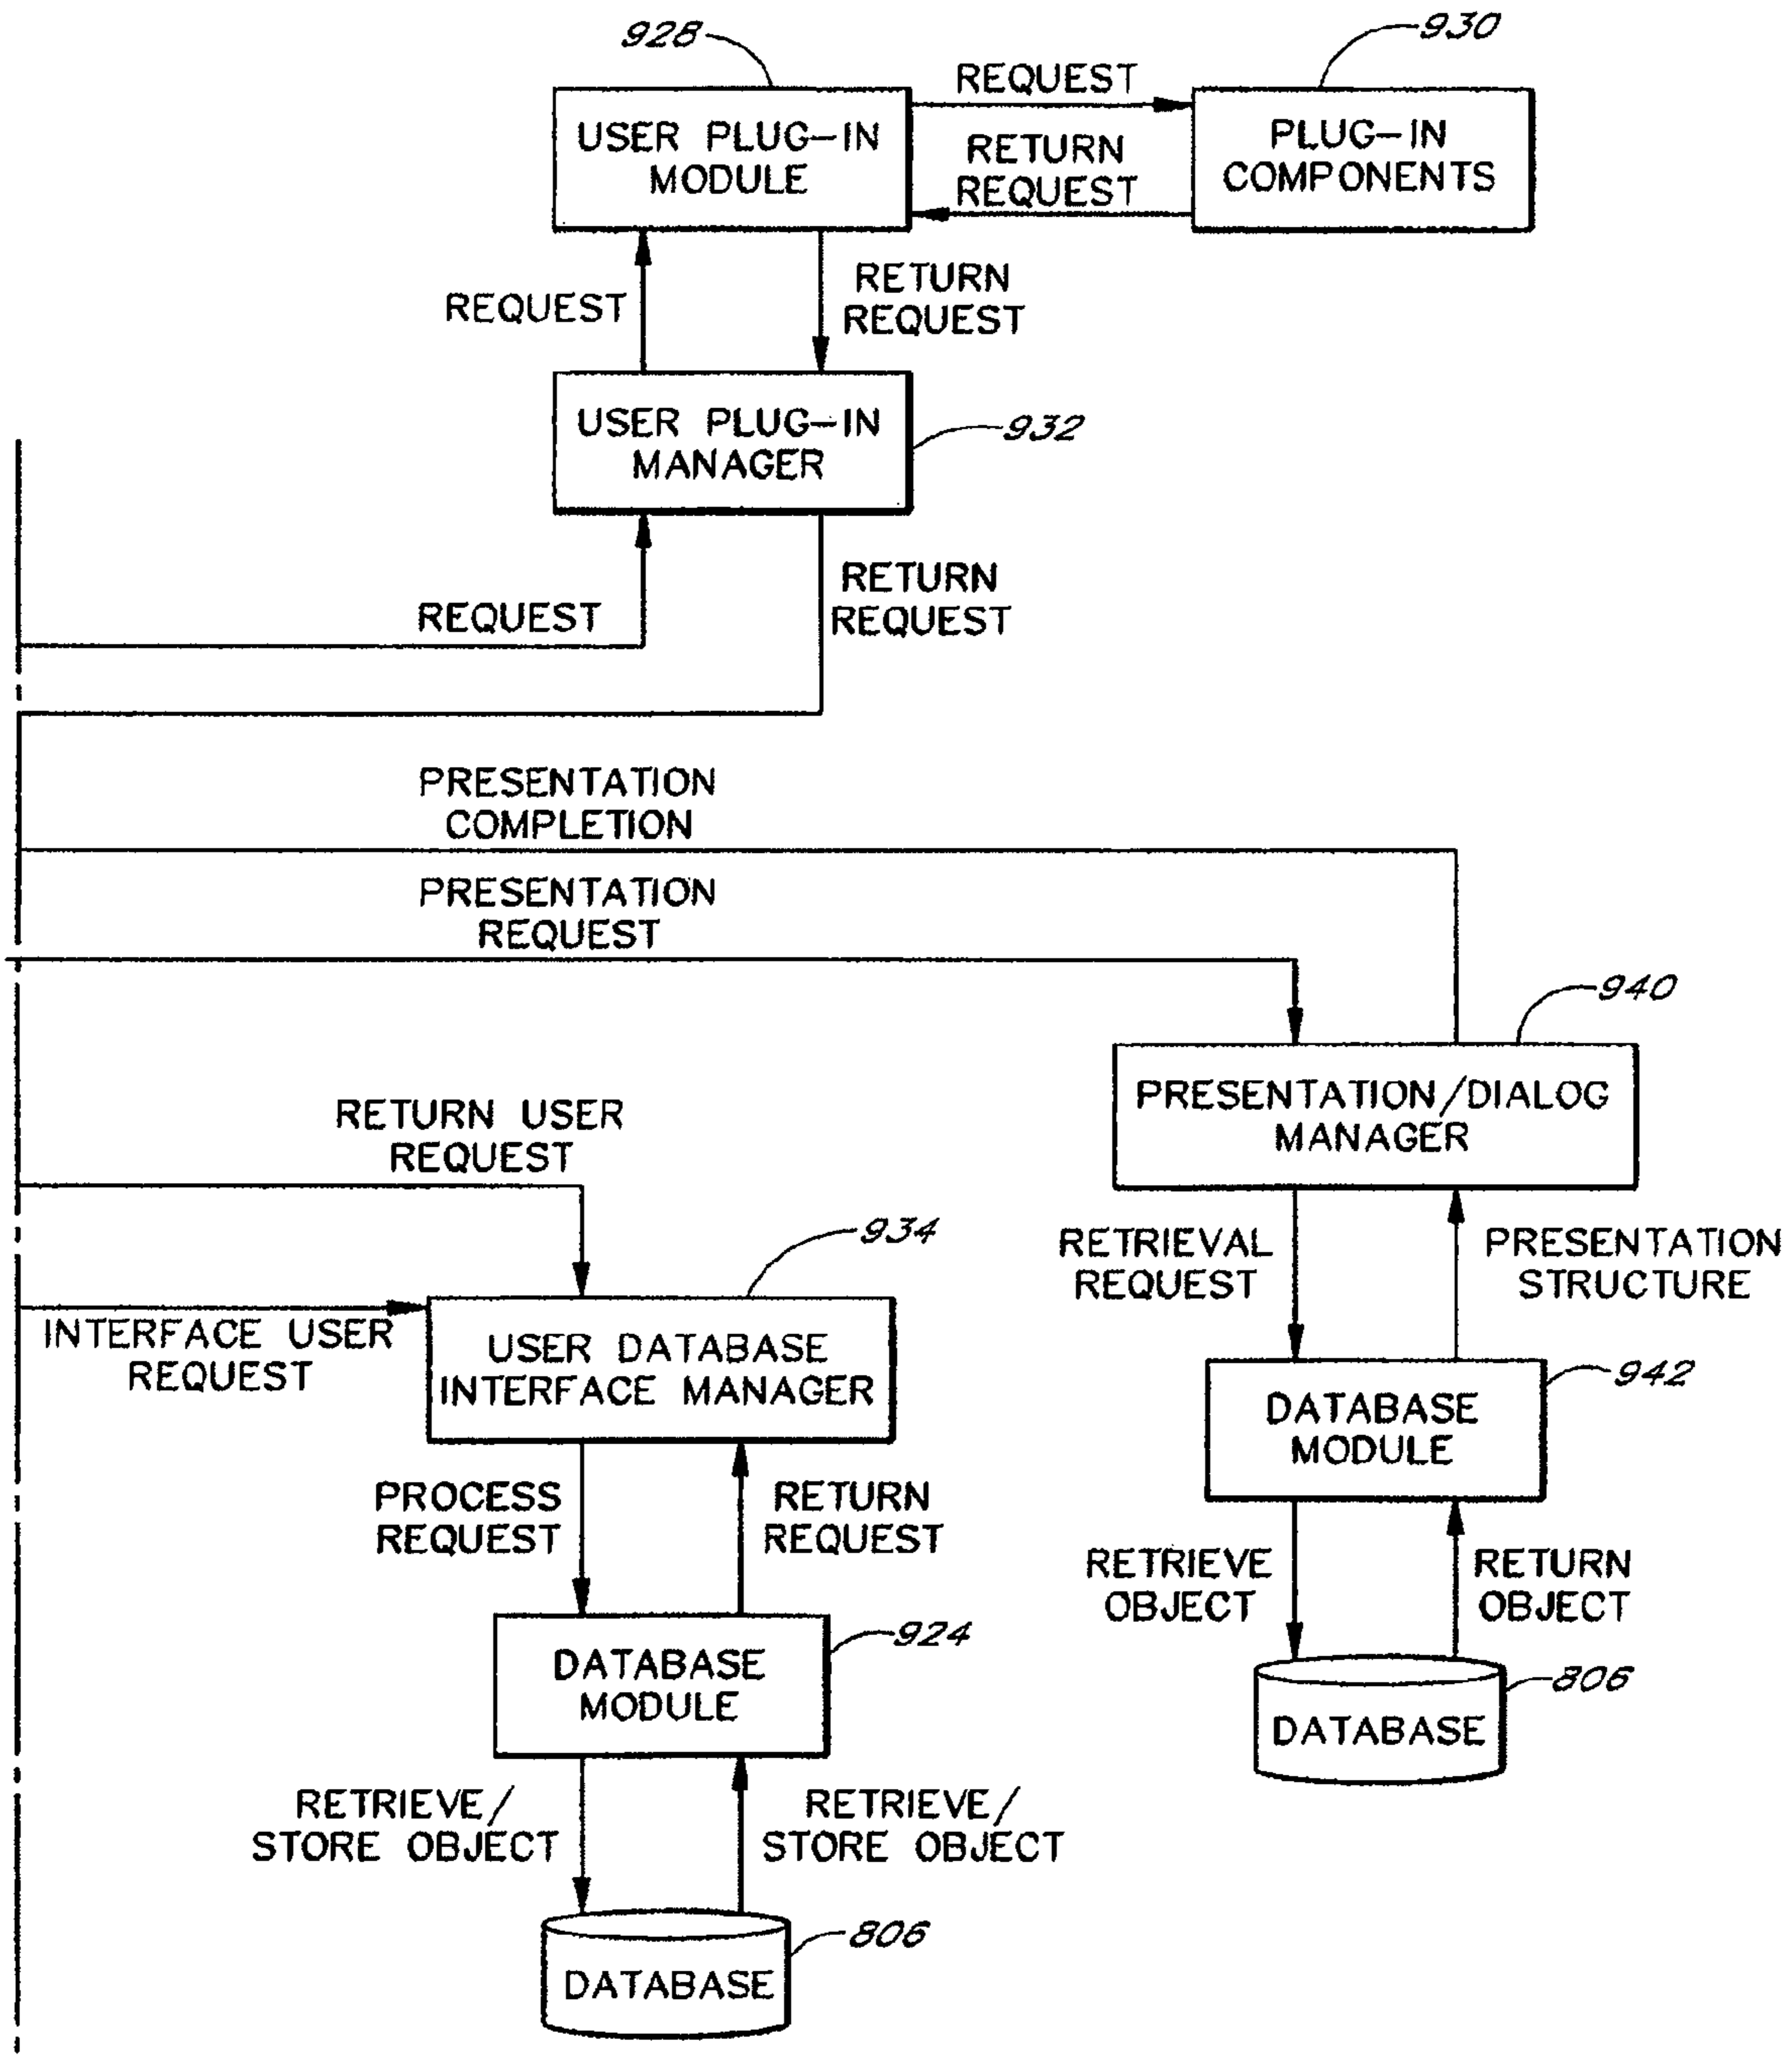 928
930
REQUEST
USER PLUG-IN
MODULE
RETURN
REQUEST
PLUG-IN
COMPONENTS
REQUEST
RETURN
REQUEST
USER PLUG-IN
MANAGER
932
REQUEST
RETURN
REQUEST
PRESENTATION
COMPLETION
PRESENTATION
REQUEST
940
PRESENTATION/DIALOG
MANAGER
RETURN USER
REQUEST
934
RETRIEVAL
REQUEST
PRESENTATION
STRUCTURE
INTERFACE USER
REQUEST
USER DATABASE
INTERFACE MANAGER
942
DATABASE
MODULE
PROCESS
REQUEST
RETURN
REQUEST
RETRIEVE
OBJECT
RETURN
OBJECT
924
DATABASE
MODULE
806
DATABASE
RETRIEVE/
STORE OBJECT
RETRIEVE/
STORE OBJECT
806
DATABASE